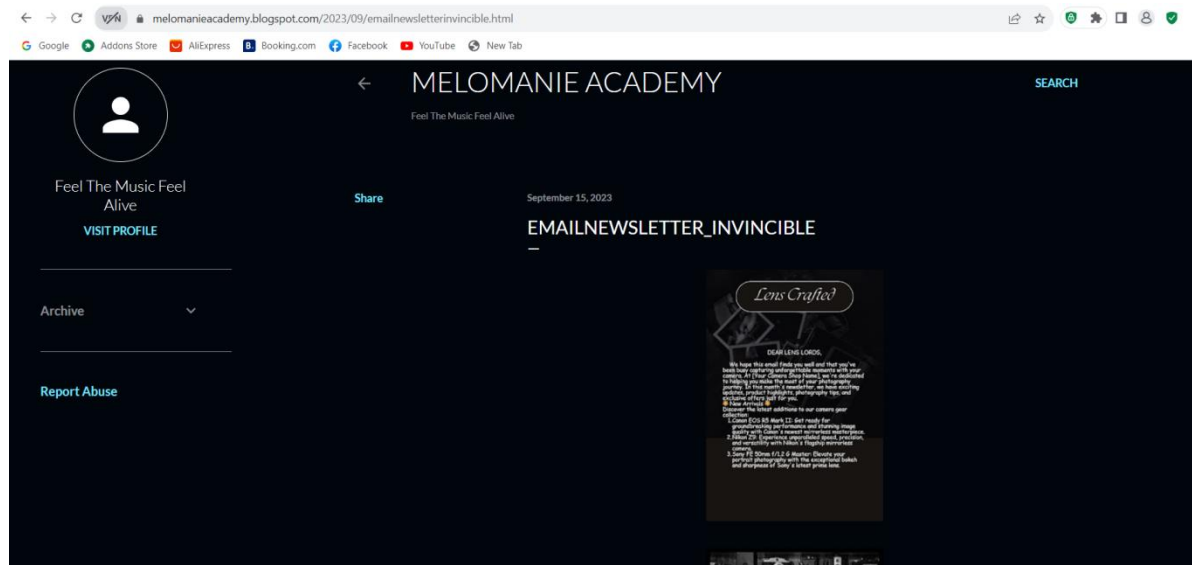 melomanieacademy.blogspot.com/2023/09/emailnewsletterinvincible.html
Google Addons Store AliExpress Booking.com Facebook YouTube New Tab
MELOMANIE ACADEMY
SEARCH
Feel The Music Feel Alive
Feel The Music Feel
Alive
VISIT PROFILE
Share
September 15, 2023
EMAILNEWSLETTER_INVINCIBLE
Archive
Report Abuse
Lens Crafted
DEAR LENS LORDS,
We hope this email finds you well and that you've
been busy capturing unforgettable moments with your
camera. At [Your Camera Shop Name], we're dedicated
to helping you make the most of your photography
journey. In this month's newsletter, we have exciting
updates, product highlights, photography tips, and
exclusive offers just for you.
New Arrivals
Discover the latest additions to our camera gear
collection:
1. Canon EOS R5 Mark II: Get ready for
groundbreaking performance and stunning image
quality with Canon's newest mirrorless masterpiece.
2. Nikon Z9: Experience unparalleled speed, precision,
and versatility with Nikon's flagship mirrorless
camera.
3. Sony FE 50mm f/1.2 G Master: Elevate your
portrait photography with the exceptional bokeh
and sharpness of Sony's latest prime lens.